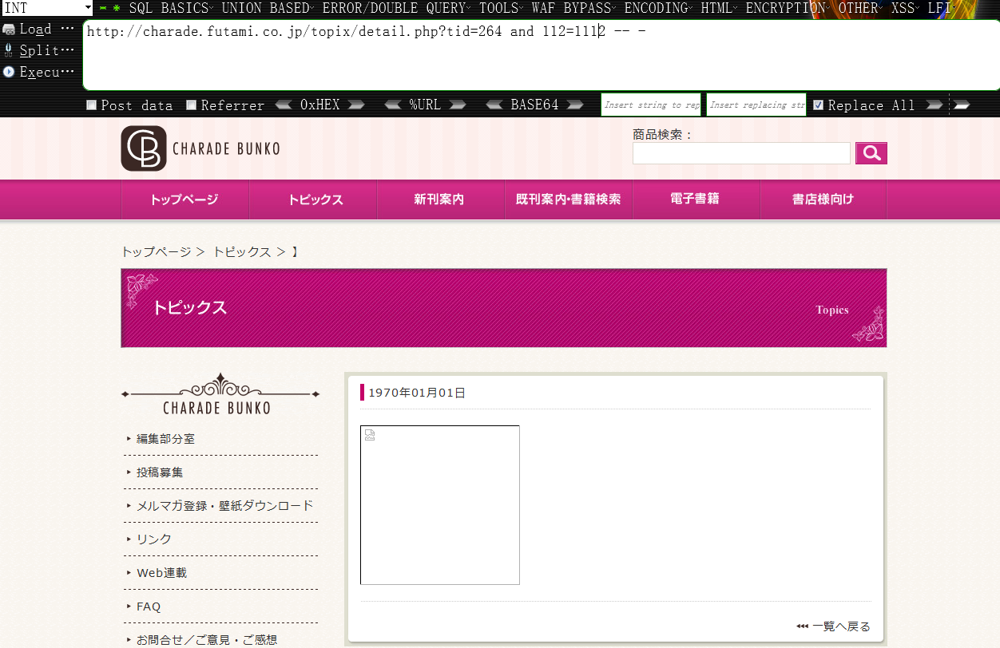 INT SQL BASICS UNION BASED ERROR/DOUBLE QUERY TOOLS WAF BYPASS ENCODING HTML ENCRYPTION OTHER XSS LFI
Load ···
Split···
Execu···
http://charade.futami.co.jp/topix/detail.php?tid=264 and 112=1112 -- -
Post data Referrer 0xHEX %URL BASE64 Insert string to rep Insert replacing str Replace All
CB CHARADE BUNKO
商品検索：
トップページ トピックス 新刊案内 既刊案内・書籍検索 電子書籍 書店様向け
トップページ ＞ トピックス ＞ 】
トピックス
Topics
CHARADE BUNKO
編集部分室
投稿募集
メルマガ登録・壁紙ダウンロード
リンク
Web連載
FAQ
お問合せ／ご意見・ご感想
1970年01月01日
一覧へ戻る